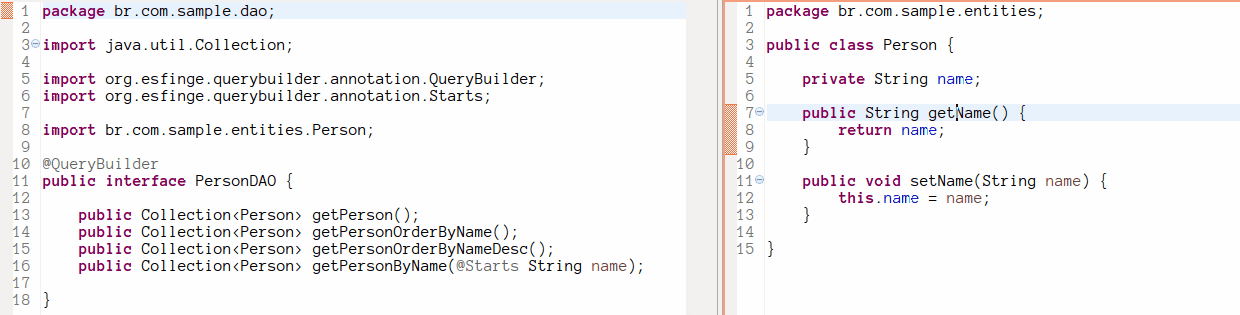 1 package br.com.sample.dao;
2
3 import java.util.Collection;
4
5 import org.esfinge.querybuilder.annotation.QueryBuilder;
6 import org.esfinge.querybuilder.annotation.Starts;
7
8 import br.com.sample.entities.Person;
9
10 @QueryBuilder
11 public interface PersonDAO {
12
13     public Collection<Person> getPerson();
14     public Collection<Person> getPersonOrderByName();
15     public Collection<Person> getPersonOrderByNameDesc();
16     public Collection<Person> getPersonByName(@Starts String name);
17
18 }
1 package br.com.sample.entities;
2
3 public class Person {
4
5     private String name;
6
7     public String getName() {
8         return name;
9     }
10
11     public void setName(String name) {
12         this.name = name;
13     }
14
15 }